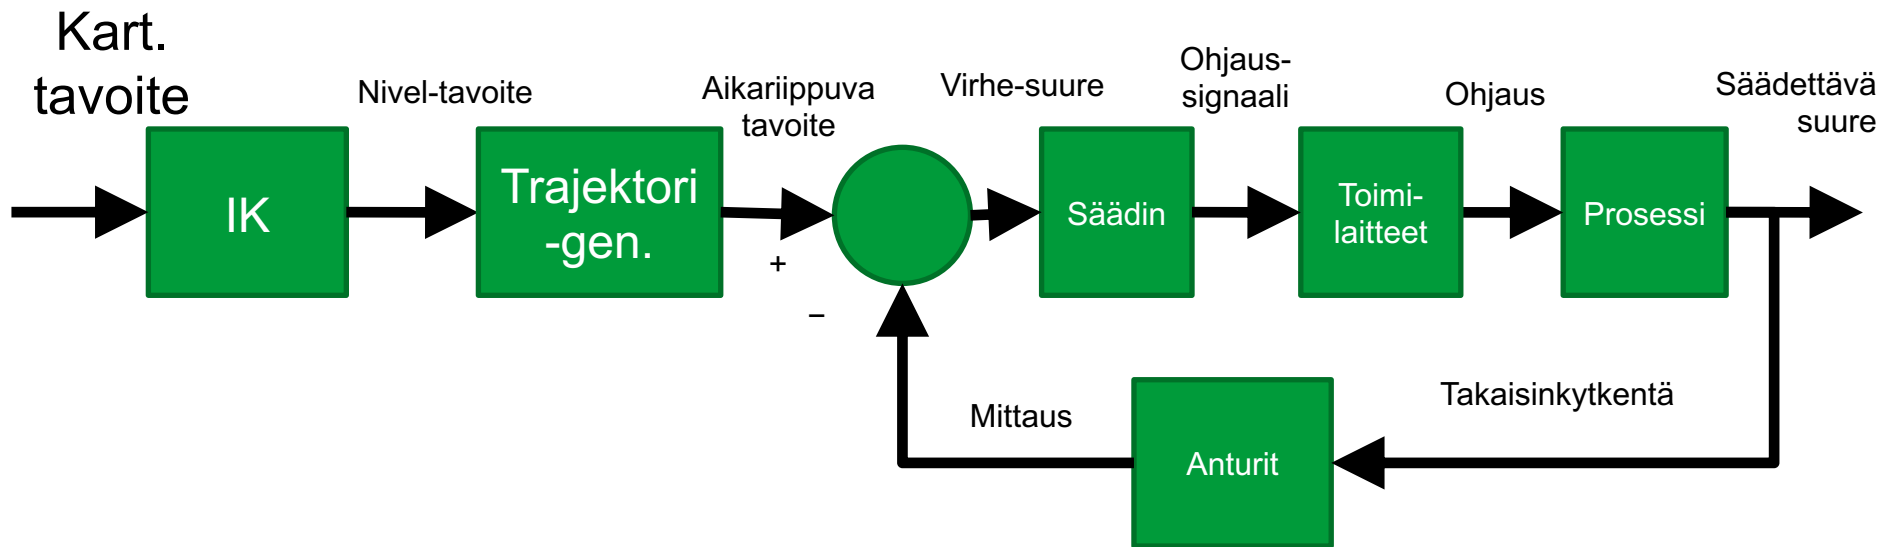 Kart.
tavoite
Nivel-tavoite
Aikariippuva
tavoite
Virhe-suure
Ohjaus-
signaali
Ohjaus
Säädettävä
suure
IK
Trajektori
-gen.
+
–
Säädin
Toimi-
laitteet
Prosessi
Mittaus
Anturit
Takaisinkytkentä